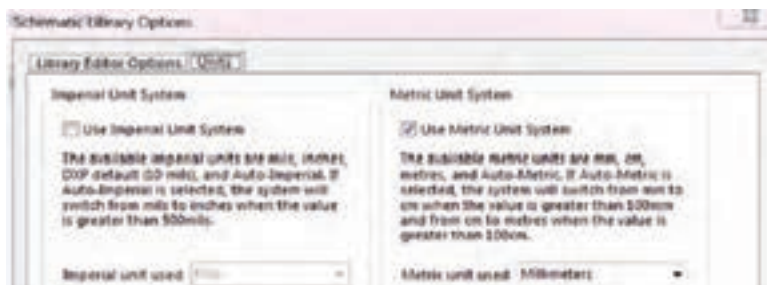 Schematic Library Options
Library Editor Options Units
Imperial Unit System
Use Imperial Unit System
The available imperial units are mils, inches,
DXP default (10 mils), and Auto-Imperial. If
Auto-Imperial is selected, the system will
switch from mils to inches when the value
is greater than 500mils.
Imperial unit used
Metric Unit System
Use Metric Unit System
The available metric units are mm, cm,
metres, and Auto-Metric. If Auto-Metric is
selected, the system will switch from mm to
cm when the value is greater than 100mm
and from cm to metres when the value is
greater than 100cm.
Metric unit used Millimeters